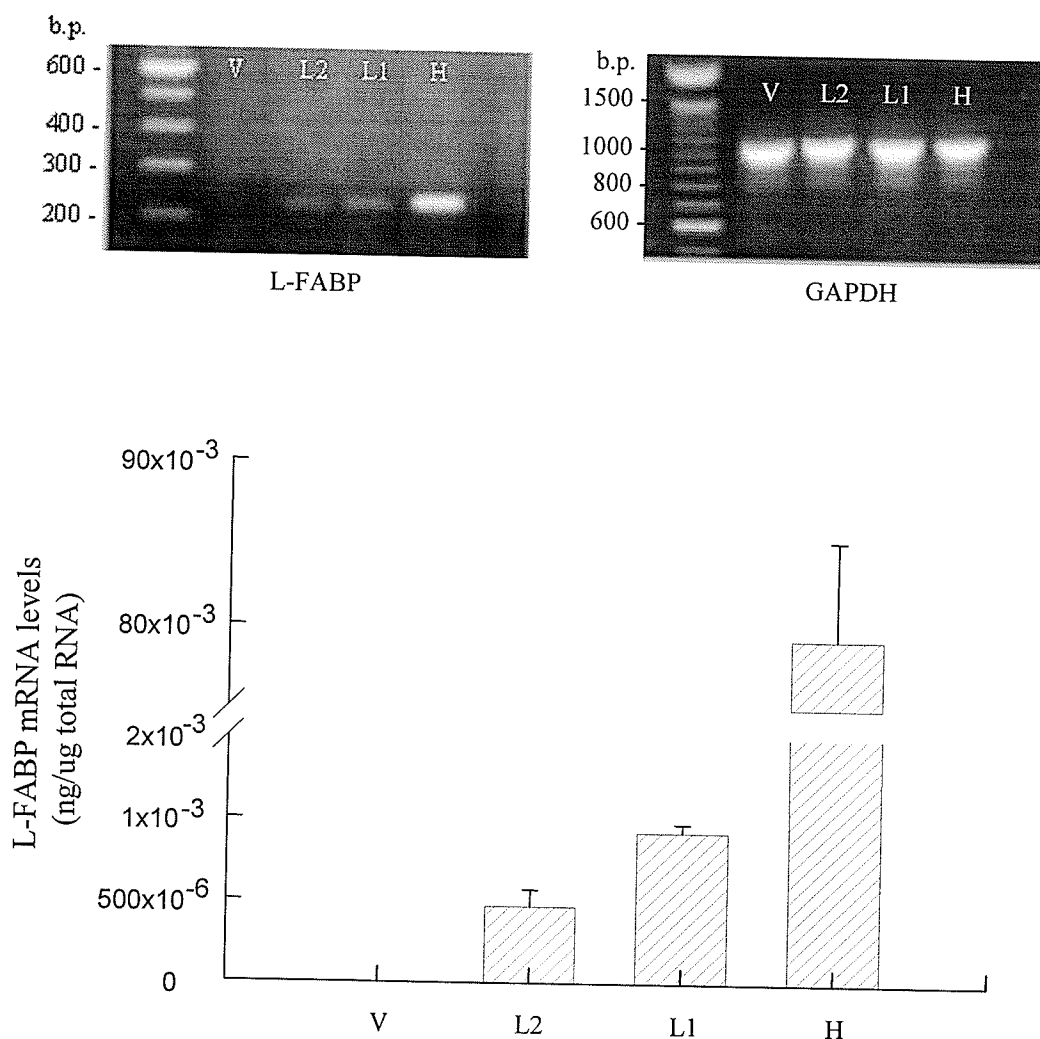 b.p.
600 -
400 -
300 -
200 -
V L2 L1 H
L-FABP
b.p.
1500
1000
800
600
V L2 L1 H
GAPDH
L-FABP mRNA levels
(ng/ug total RNA)
90x10⁻³
80x10⁻³
2x10⁻³
1x10⁻³
500x10⁻⁶
0
V L2 L1 H